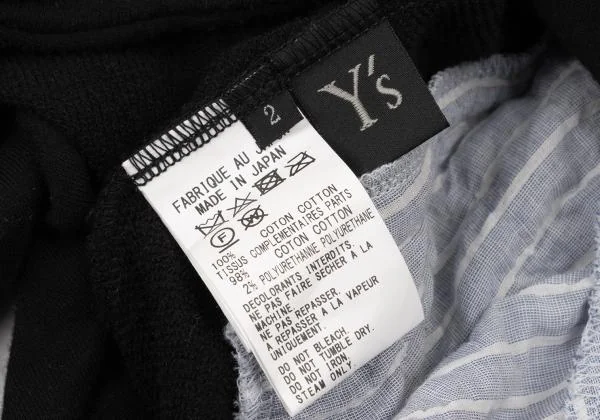 Y's
2
FABRIQUE AU J
MADE IN JAPAN
F
100% COTON COTTON
TISSUS COMPLEMENTAIRES PARTS
98% COTON COTTON
2% POLYURETHANNE POLYURETHANE
DECOLORANTS INTERDITS.
NE PAS FAIRE SECHER À LA
MACHINE.
NE PAS REPASSER.
A REPASSER À LA VAPEUR
UNIQUEMENT.
DO NOT BLEACH.
DO NOT TUMBLE DRY.
DO NOT IRON.
STEAM ONLY.